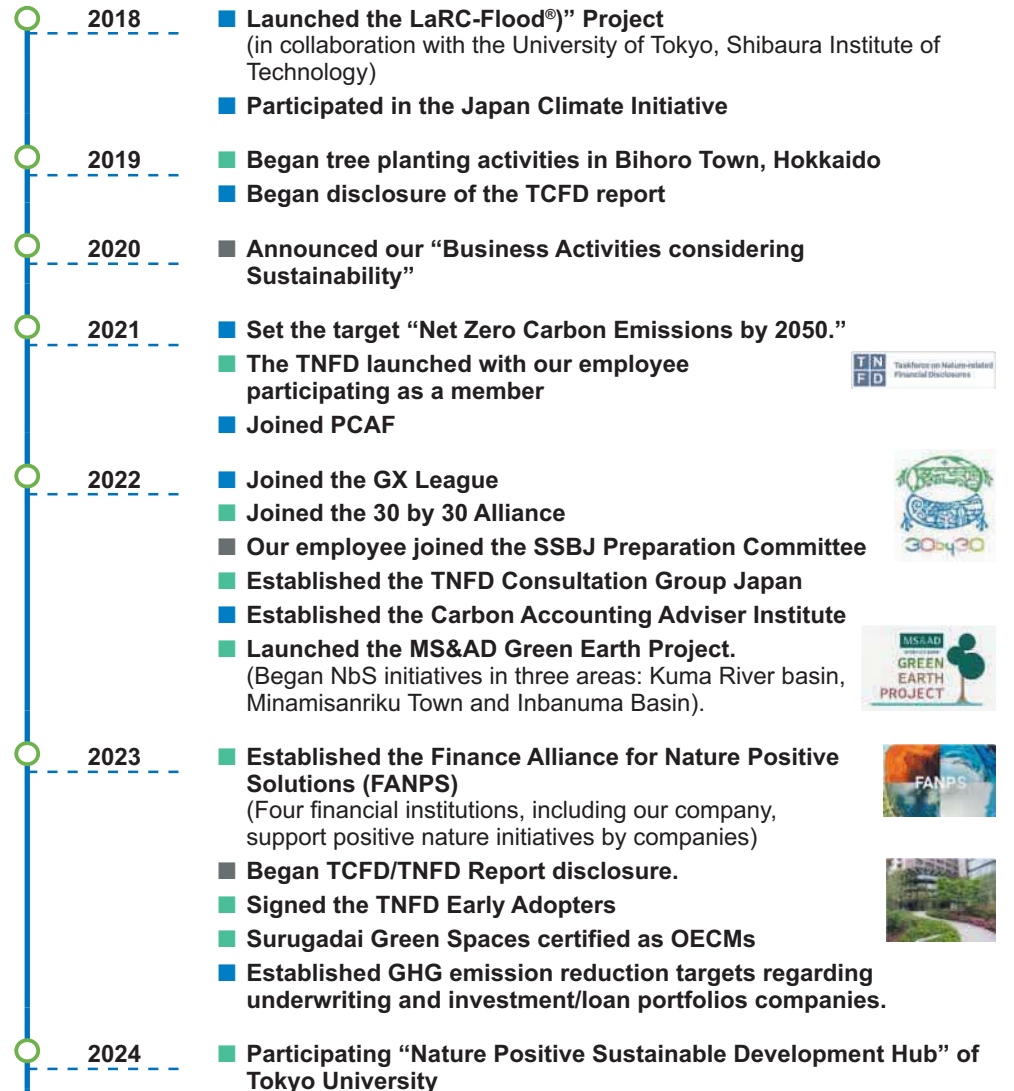 2018
■ Launched the LaRC-Flood®)” Project
(in collaboration with the University of Tokyo, Shibaura Institute of
Technology)
■ Participated in the Japan Climate Initiative
2019
■ Began tree planting activities in Bihoro Town, Hokkaido
■ Began disclosure of the TCFD report
2020
■ Announced our “Business Activities considering
Sustainability”
2021
■ Set the target “Net Zero Carbon Emissions by 2050.”
■ The TNFD launched with our employee
participating as a member
TN
FD
Taskforce on Nature-related
Financial Disclosures
■ Joined PCAF
2022
■ Joined the GX League
■ Joined the 30 by 30 Alliance
■ Our employee joined the SSBJ Preparation Committee
30by30
■ Established the TNFD Consultation Group Japan
■ Established the Carbon Accounting Adviser Institute
■ Launched the MS&AD Green Earth Project.
(Began NbS initiatives in three areas: Kuma River basin,
Minamisanriku Town and Inbanuma Basin).
MS&AD
GREEN
EARTH
PROJECT
2023
■ Established the Finance Alliance for Nature Positive
Solutions (FANPS)
(Four financial institutions, including our company,
support positive nature initiatives by companies)
FANPS
■ Began TCFD/TNFD Report disclosure.
■ Signed the TNFD Early Adopters
■ Surugadai Green Spaces certified as OECMs
■ Established GHG emission reduction targets regarding
underwriting and investment/loan portfolios companies.
2024
■ Participating “Nature Positive Sustainable Development Hub” of
Tokyo University